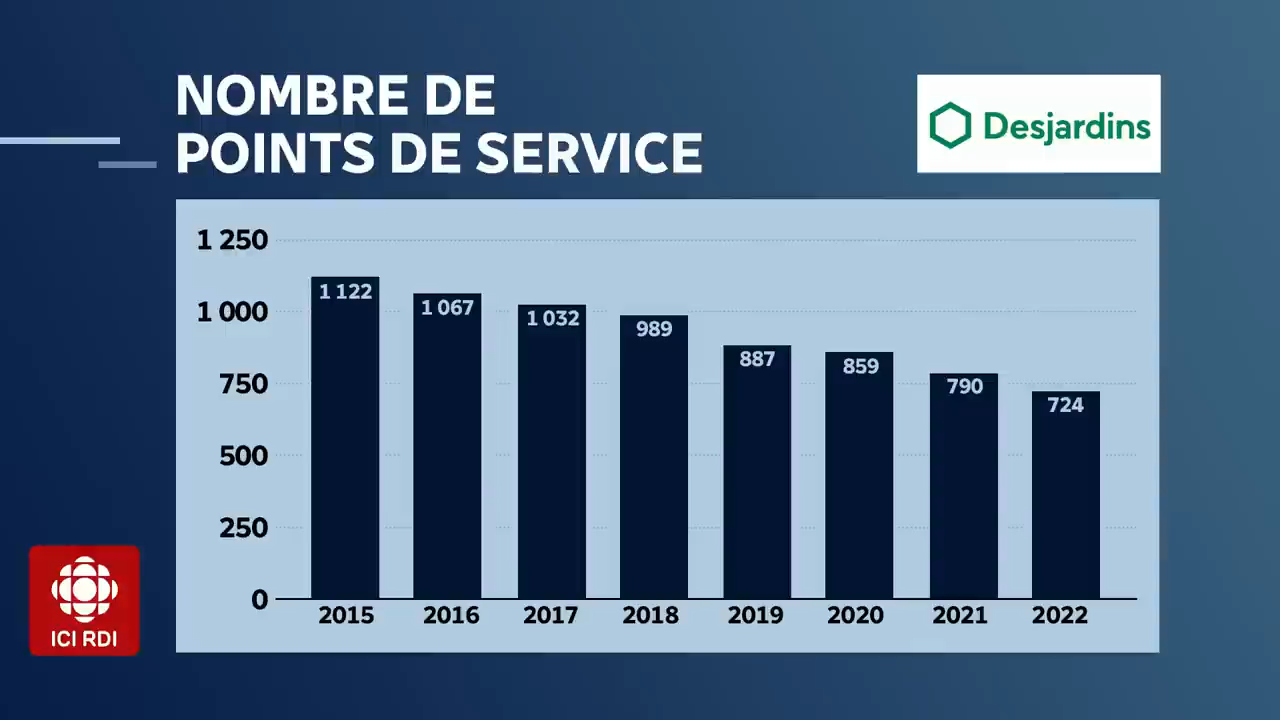 NOMBRE DE
POINTS DE SERVICE
Desjardins
1 250
1 000
750
500
250
0
1 122
1 067
1 032
989
887
859
790
724
2015 2016 2017 2018 2019 2020 2021 2022
ICI RDI